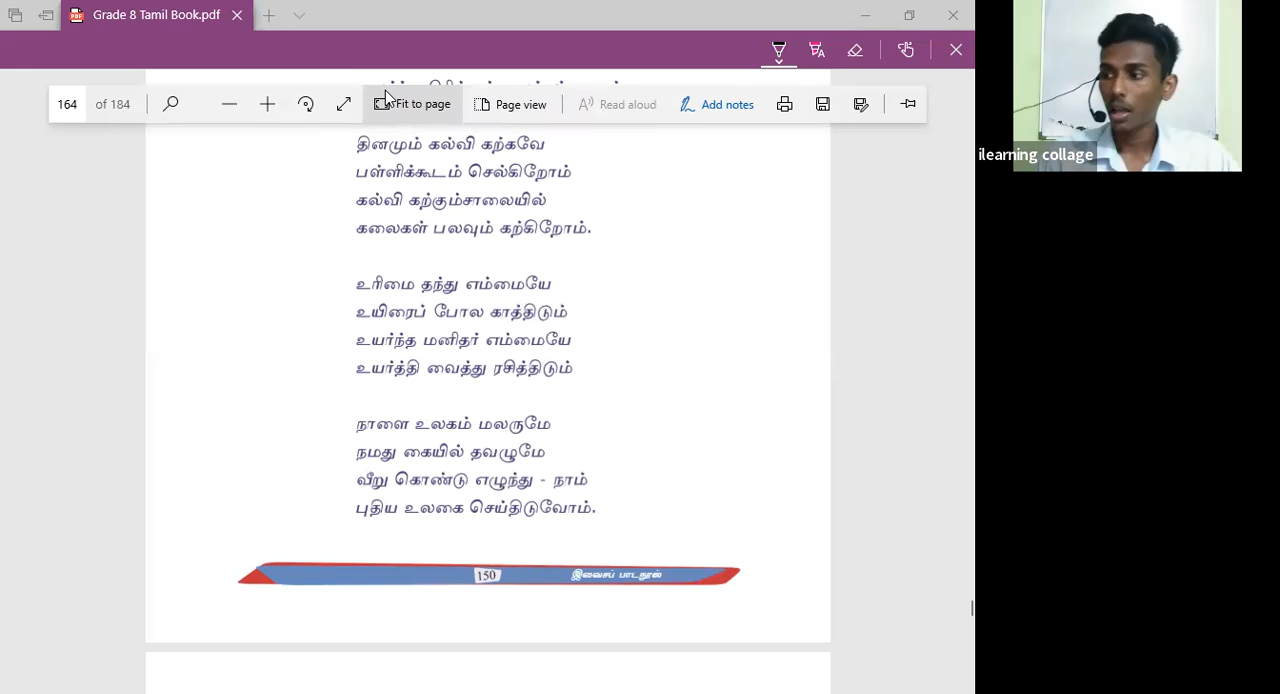 Grade 8 Tamil Book.pdf
164 of 184
Fit to page
Page view
Read aloud
Add notes
ilearning collage
தினமும் கல்வி கற்கவே
பள்ளிக்கூடம் செல்கிறோம்
கல்வி கற்கும்சாலையில்
கலைகள் பலவும் கற்கிறோம்.
உரிமை தந்து எம்மையே
உயிரைப் போல காத்திடும்
உயர்ந்த மனிதர் எம்மையே
உயர்த்தி வைத்து ரசித்திடும்
நாளை உலகம் மலருமே
நமது கையில் தவழுமே
வீறு கொண்டு எழுந்து - நாம்
புதிய உலகை செய்திடுவோம்.
150 இலவசப் பாடநூல்